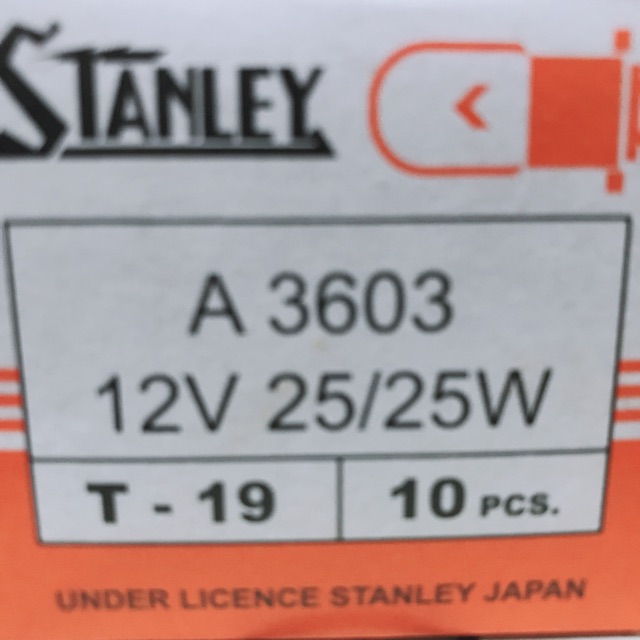 STANLEY
A 3603
12V 25/25W
T - 19
10 PCS.
UNDER LICENCE STANLEY JAPAN